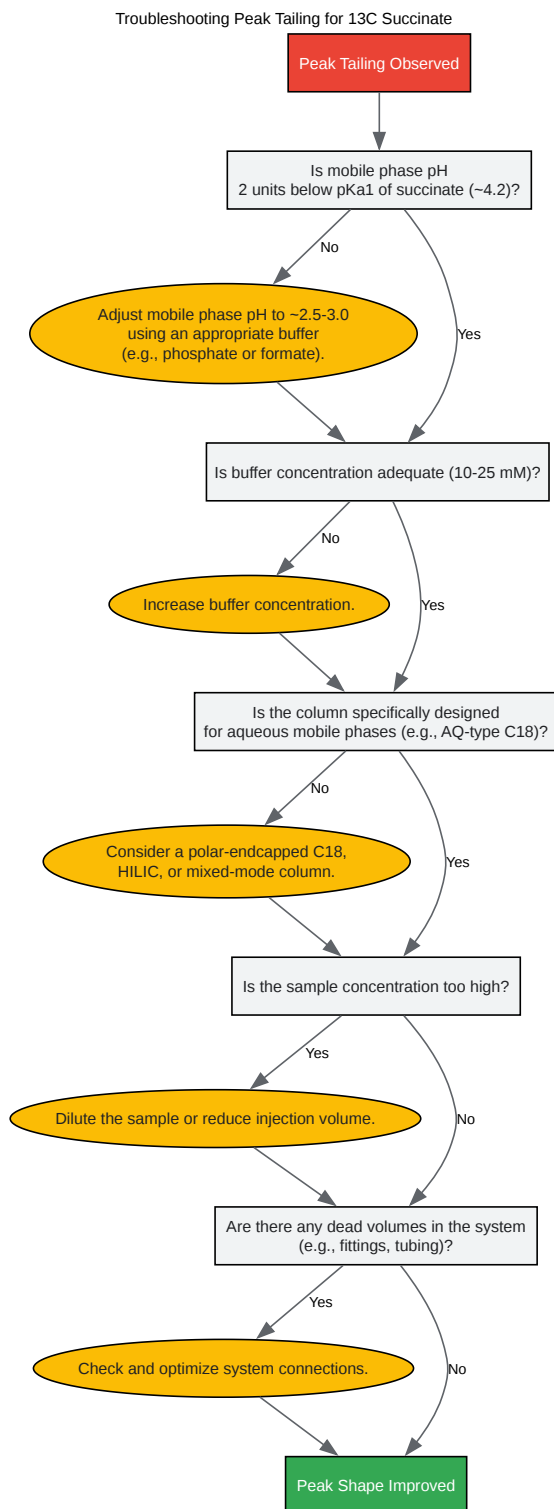 Troubleshooting Peak Tailing for 13C Succinate
Peak Tailing Observed
Is mobile phase pH
2 units below pKa1 of succinate (~4.2)?
No
Yes
Adjust mobile phase pH to ~2.5-3.0
using an appropriate buffer
(e.g., phosphate or formate).
Is buffer concentration adequate (10-25 mM)?
No
Yes
Increase buffer concentration.
Is the column specifically designed
for aqueous mobile phases (e.g., AQ-type C18)?
No
Yes
Consider a polar-endcapped C18,
HILIC, or mixed-mode column.
Is the sample concentration too high?
Yes
No
Dilute the sample or reduce injection volume.
Are there any dead volumes in the system
(e.g., fittings, tubing)?
Yes
No
Check and optimize system connections.
Peak Shape Improved